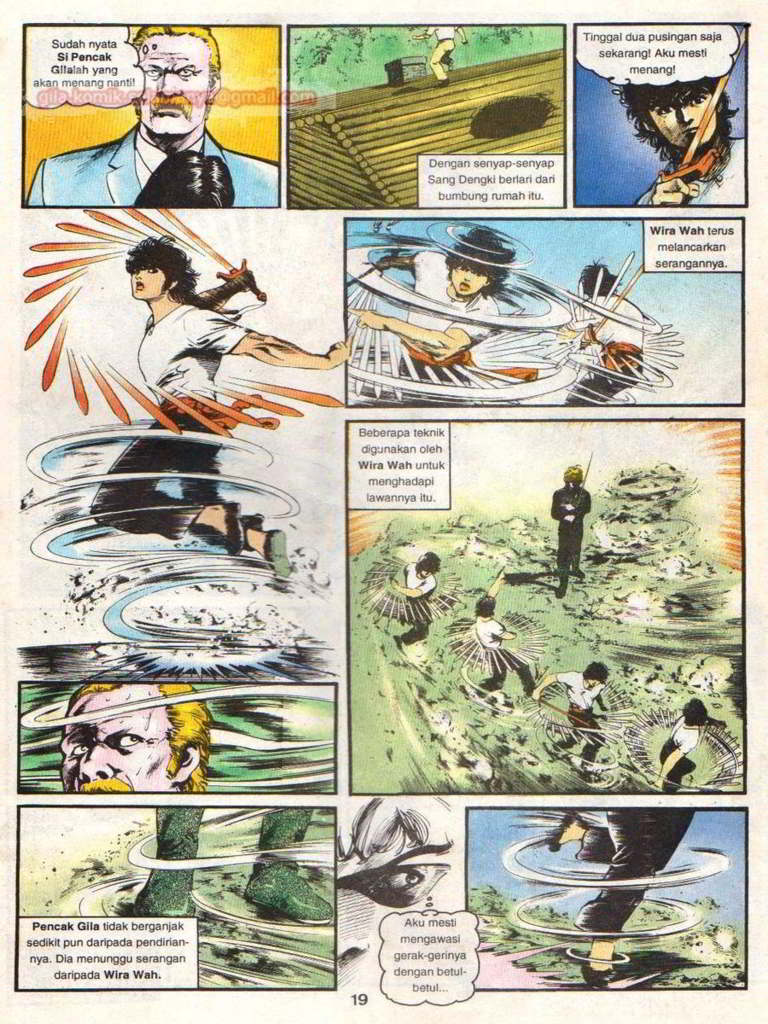 Sudah nyata
Si Pencak
Gilalah yang
akan menang nanti!
Dengan senyap-senyap
Sang Dengki berlari dari
bumbung rumah itu.
Tinggal dua pusingan saja
sekarang! Aku mesti
menang!
Wira Wah terus
melancarkan
serangannya.
Beberapa teknik
digunakan oleh
Wira Wah untuk
menghadapi
lawannya itu.
Pencak Gila tidak berganjak
sedikit pun daripada pendirian-
nya. Dia menunggu serangan
daripada Wira Wah.
Aku mesti
mengawasi
gerak-gerinya
dengan betul-
betul...
19